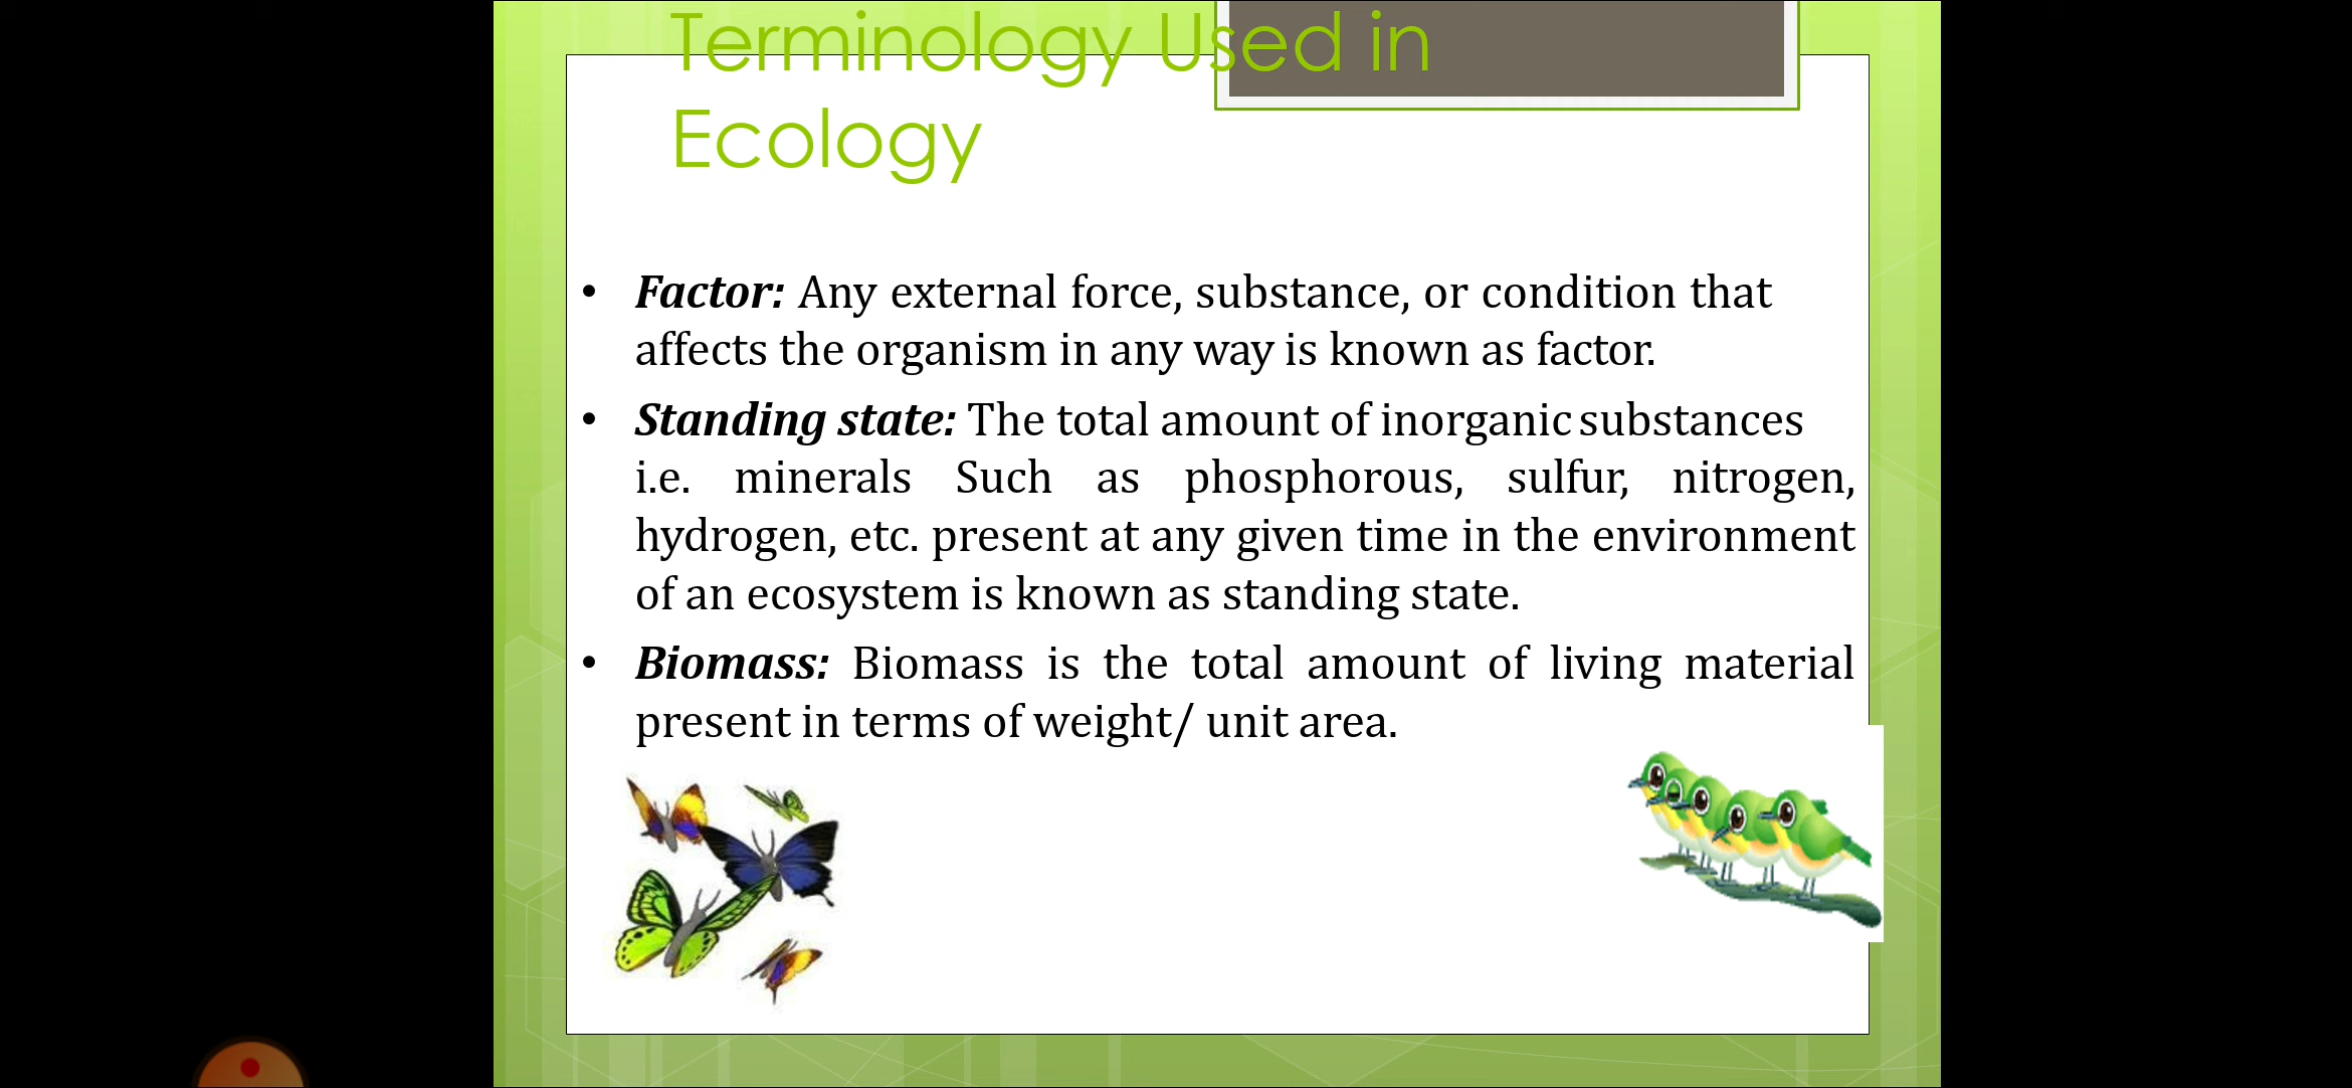 Terminology Used in
Ecology
• Factor: Any external force, substance, or condition that
affects the organism in any way is known as factor.
• Standing state: The total amount of inorganic substances
i.e. minerals Such as phosphorous, sulfur, nitrogen,
hydrogen, etc. present at any given time in the environment
of an ecosystem is known as standing state.
• Biomass: Biomass is the total amount of living material
present in terms of weight/ unit area.